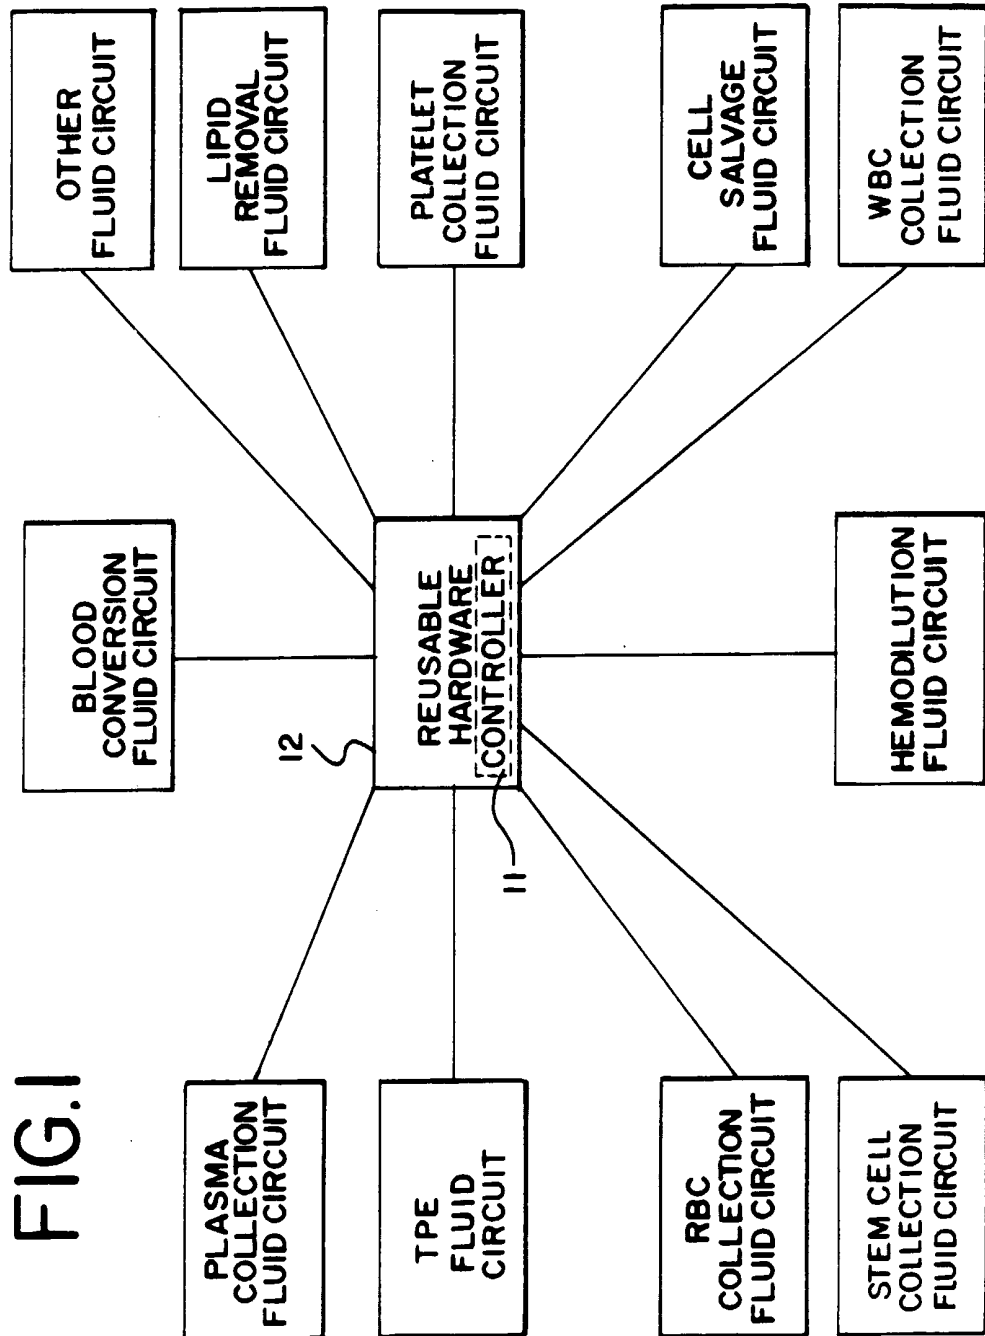 FIG.1
PLASMA
COLLECTION
FLUID CIRCUIT
TPE
FLUID
CIRCUIT
RBC
COLLECTION
FLUID CIRCUIT
STEM CELL
COLLECTION
FLUID CIRCUIT
BLOOD
CONVERSION
FLUID CIRCUIT
12
REUSABLE
HARDWARE
CONTROLLER
11
HEMODILUTION
FLUID CIRCUIT
OTHER
FLUID CIRCUIT
LIPID
REMOVAL
FLUID CIRCUIT
PLATELET
COLLECTION
FLUID CIRCUIT
CELL
SALVAGE
FLUID CIRCUIT
WBC
COLLECTION
FLUID CIRCUIT